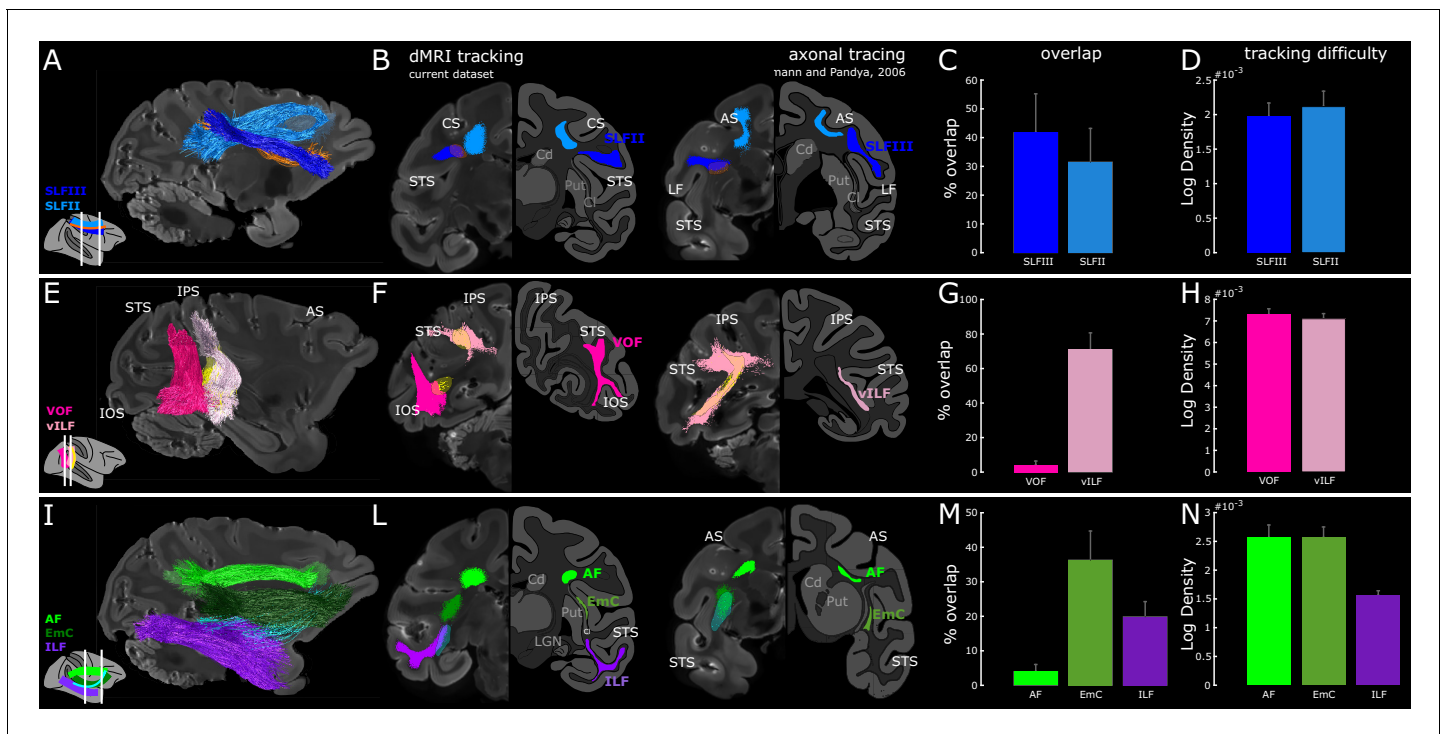 A
SLFIII
SLFII
B
dMRI tracking
current dataset
CS
STS
CS
SLFII
Cd
Put
STS
Cl
axonal tracing
mann and Pandya, 2006
AS
LF
STS
AS
SLFIII
Cd
Put
LF
Cl
STS
C
overlap
% overlap
60
50
40
30
20
10
0
SLFIII SLFII
D
tracking difficulty
#10-3
Log Density
2.5
2
1.5
1
0.5
0
SLFIII SLFII
E
IPS
STS
AS
IOS
VOF
vILF
F
IPS
STS
IOS
IPS
STS
VOF
IOS
IPS
STS
IPS
STS
vILF
G
% overlap
100
80
60
40
20
0
VOF vILF
H
#10-3
Log Density
8
7
6
5
4
3
2
1
0
VOF vILF
I
AF
EmC
ILF
L
AF
Cd
EmC
Put
STS
LGN
ILF
AS
STS
AS
Cd
AF
Put
EmC
STS
M
% overlap
50
40
30
20
10
0
AF EmC ILF
N
#10-3
Log Density
3
2.5
2
1.5
1
0.5
0
AF EmC ILF